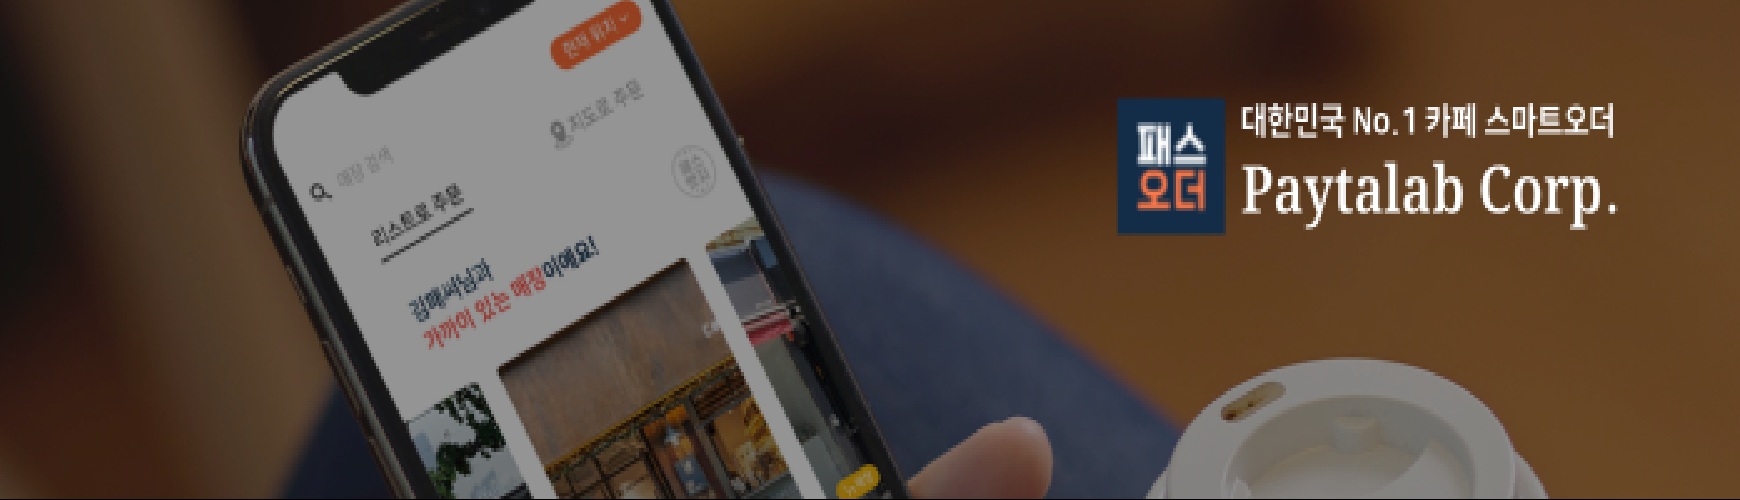 현재 위치
지도로 주문
매장 검색
리스트로 주문
김패씨님과
가까이 있는 매장이에요!
패스
오더
대한민국 No.1 카페 스마트오더
Paytalab Corp.